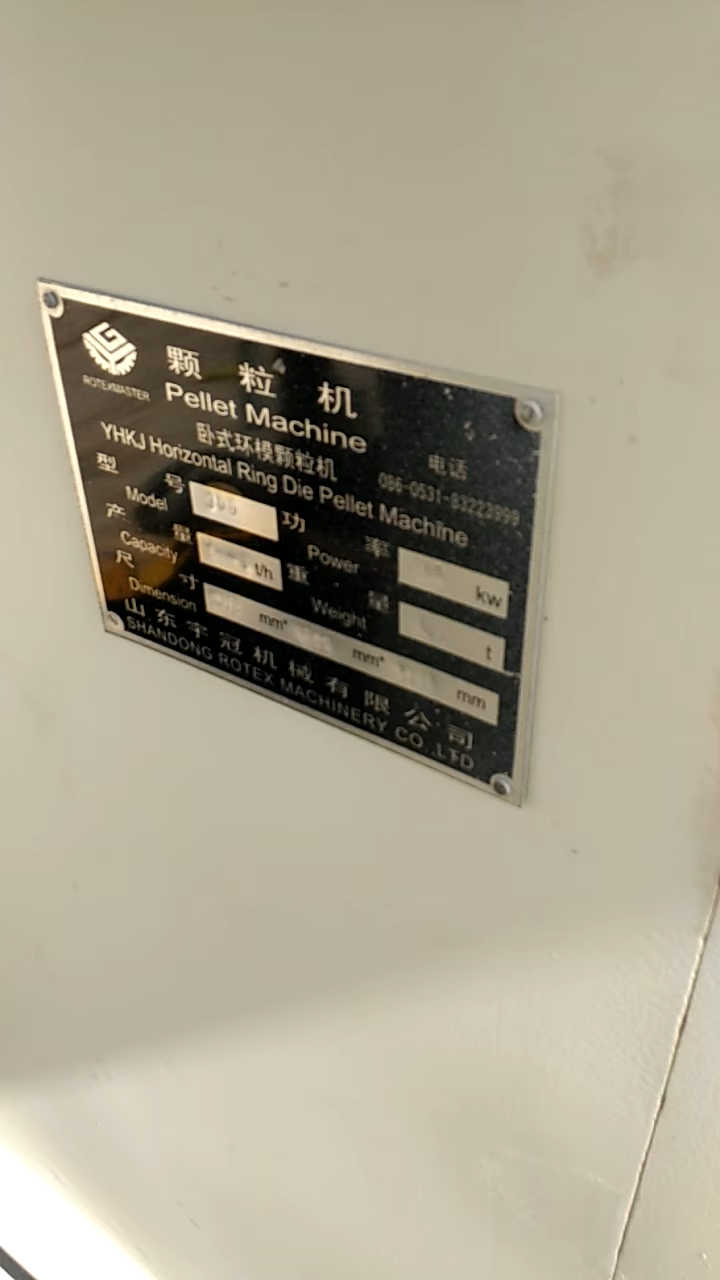 ROTEXMASTER
颗粒机
Pellet Machine
卧式环模颗粒机
YHKJ Horizontal Ring Die Pellet Machine
电话
086-0531-83223999
型号 功率
Model Power kw
产量 t/h 重量
Capacity Weight t
尺寸
Dimension mm* mm* mm
山东宇冠机械有限公司
SHANDONG ROTEX MACHINERY CO.,LTD